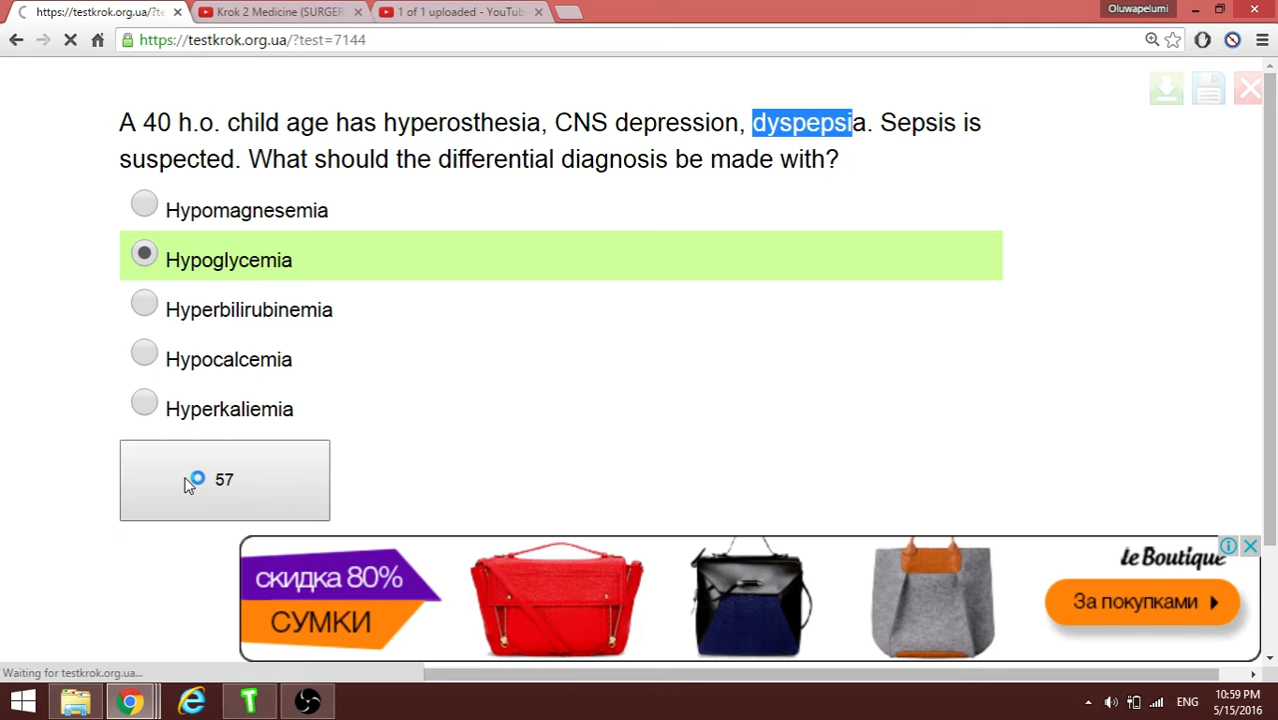 https://testkrok.org.ua/?te
Krok 2 Medicine (SURGER
1 of 1 uploaded - YouTub
Oluwapelumi
https://testkrok.org.ua/?test=7144
A 40 h.o. child age has hyperosthesia, CNS depression, dyspepsia. Sepsis is
suspected. What should the differential diagnosis be made with?
Hypomagnesemia
Hypoglycemia
Hyperbilirubinemia
Hypocalcemia
Hyperkaliemia
57
скидка 80%
СУМКИ
le Boutique
За покупками
Waiting for testkrok.org.ua...
ENG
10:59 PM
5/15/2016